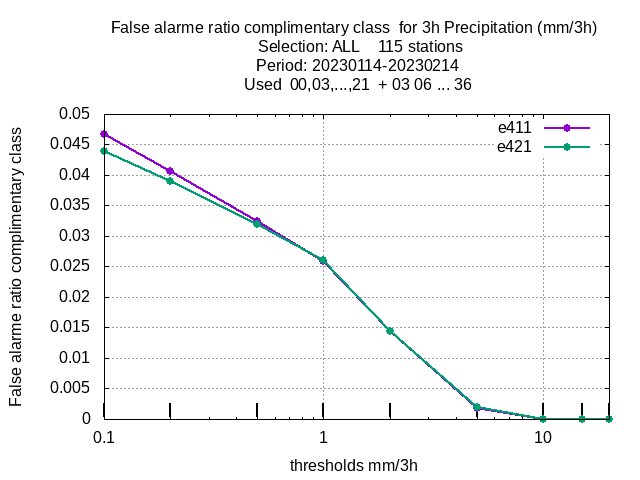 False alarme ratio complimentary class  for 3h Precipitation (mm/3h)
Selection: ALL    115 stations
Period: 20230114-20230214
Used  00,03,...,21  + 03 06 ... 36
e411
e421
0.05
0.045
0.04
0.035
0.03
0.025
0.02
0.015
0.01
0.005
0
False alarme ratio complimentary class
0.1 1 10
thresholds mm/3h